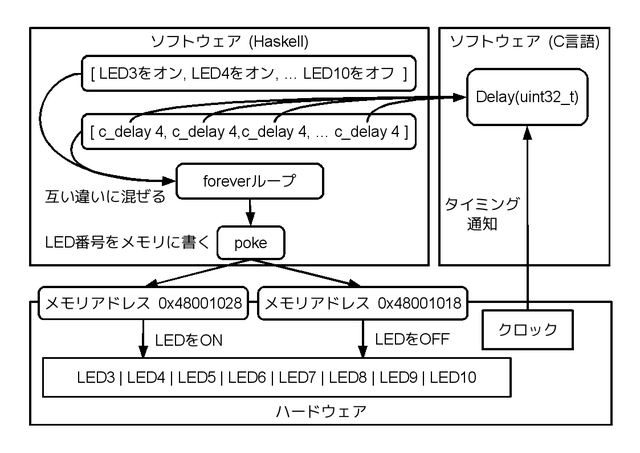 ソフトウェア (Haskell)
[ LED3をオン, LED4をオン, ... LED10をオフ ]
[ c_delay 4, c_delay 4,c_delay 4, ... c_delay 4 ]
foreverループ
互い違いに混ぜる
LED番号をメモリに書く
poke
ソフトウェア (C言語)
Delay(uint32_t)
タイミング
通知
メモリアドレス 0x48001028
メモリアドレス 0x48001018
クロック
LEDをON
LEDをOFF
LED3 | LED4 | LED5 | LED6 | LED7 | LED8 | LED9 | LED10
ハードウェア